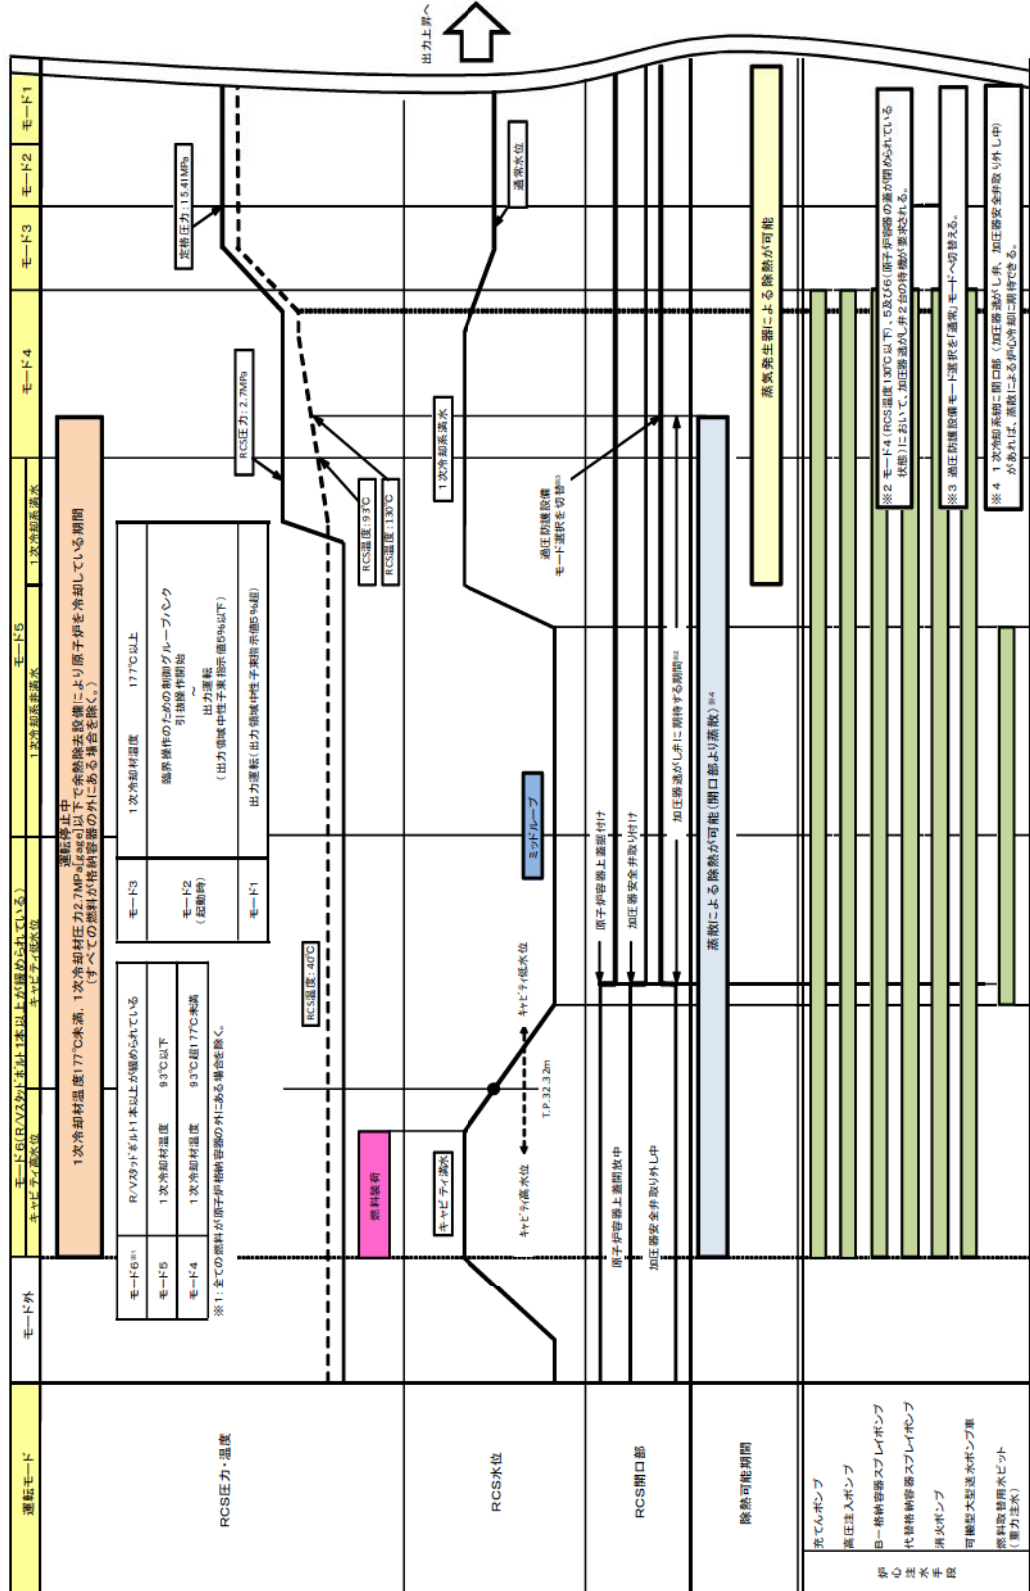 運転モード
モード外
モード6(R/Vスタッドボルト1本以上が緩められている)
キャビティ高水位
キャビティ低水位
モード5
1次冷却系非満水
1次冷却系満水
モード4
モード3
モード2
モード1
出力上昇へ
運転停止中
1次冷却材温度177℃未満、1次冷却材圧力2.7MPa[gage]以下で余熱除去設備により原子炉を冷却している期間
(すべての燃料が格納容器の外にある場合を除く。)
モード6※1
R/Vスタッドボルト1本以上が緩められている
モード5
1次冷却材温度 93℃以下
モード4
1次冷却材温度 93℃超177℃未満
※1：全ての燃料が原子炉格納容器の外にある場合を除く。
モード3
1次冷却材温度 177℃以上
モード2
(起動時)
臨界操作のための制御グループバンク
引抜操作開始
～
出力運転
(出力領域中性子束指示値5%以下)
モード1
出力運転(出力領域中性子束指示値5%超)
RCS圧力・温度
RCS温度：40℃
RCS圧力：2.7MPa
定格圧力：15.41MPa
RCS温度：93℃
RCS温度：130℃
燃料装荷
RCS水位
キャビティ満水
キャビティ高水位
キャビティ低水位
T.P.32.32m
ミッドループ
1次冷却系満水
通常水位
RCS開口部
原子炉容器上蓋開放中
原子炉容器上蓋据付け
加圧器安全弁取り外し中
加圧器安全弁取り付け
加圧器逃がし弁に期待する期間※2
過圧防護設備
モード選択を切替※3
除熱可能期間
蒸散による除熱が可能(開口部より蒸散)※4
蒸気発生器による除熱が可能
炉心注水手段
充てんポンプ
高圧注入ポンプ
B－格納容器スプレイポンプ
代替格納容器スプレイポンプ
消火ポンプ
可搬型大型送水ポンプ車
燃料取替用水ピット
(重力注水)
※2 モード4(RCS温度130℃以下)、5及び6(原子炉容器の蓋が閉められている
状態)において、加圧器逃がし弁2台の待機が要求される。
※3 過圧防護設備モード選択を「通常」モードへ切替える。
※4 1次冷却系統に開口部(加圧器逃がし弁、加圧器安全弁取り外し中)
があれば、蒸散による炉心冷却に期待できる。